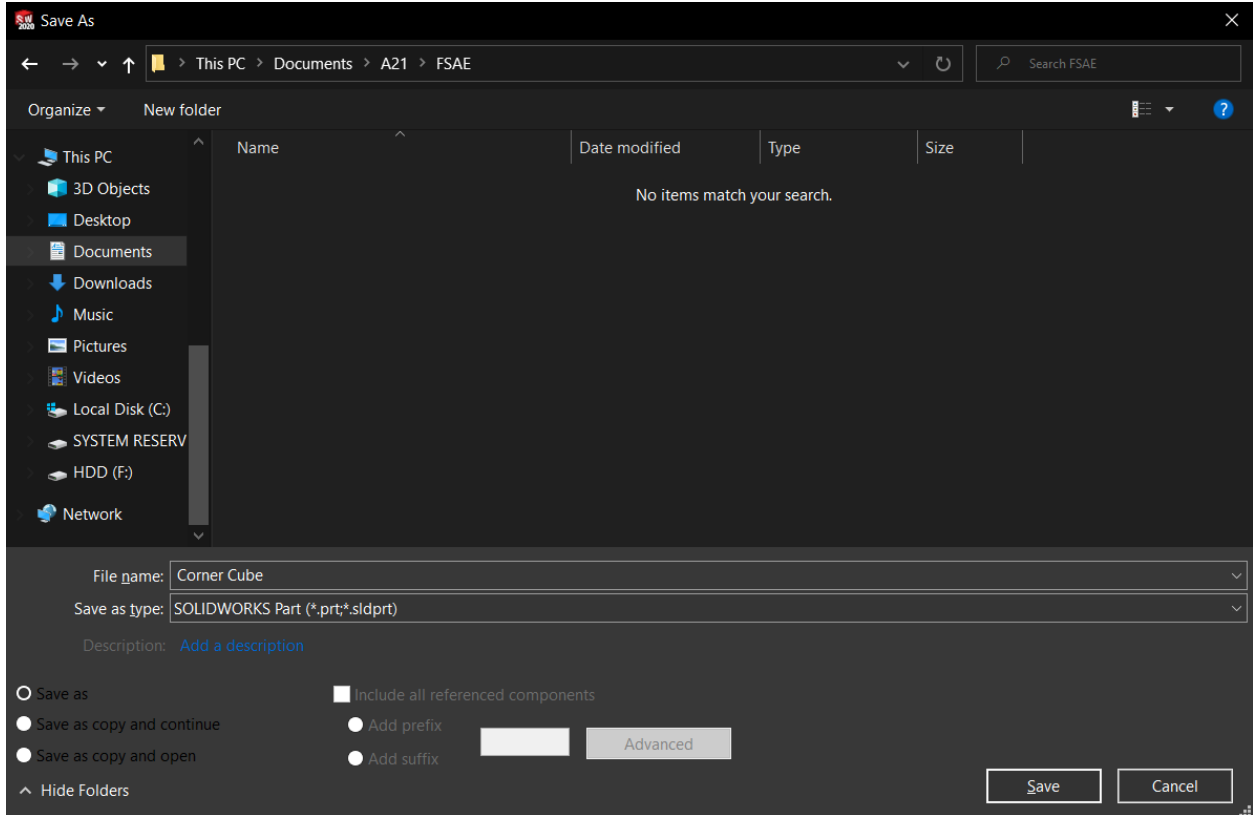 SW 2020 Save As
This PC > Documents > A21 > FSAE Search FSAE
Organize New folder ?
Name Date modified Type Size
No items match your search.
This PC
3D Objects
Desktop
Documents
Downloads
Music
Pictures
Videos
Local Disk (C:)
SYSTEM RESERV
HDD (F:)
Network
File name: Corner Cube
Save as type: SOLIDWORKS Part (*.prt;*.sldprt)
Description: Add a description
Save as Include all referenced components
Save as copy and continue Add prefix
Advanced
Save as copy and open Add suffix
Hide Folders Save Cancel